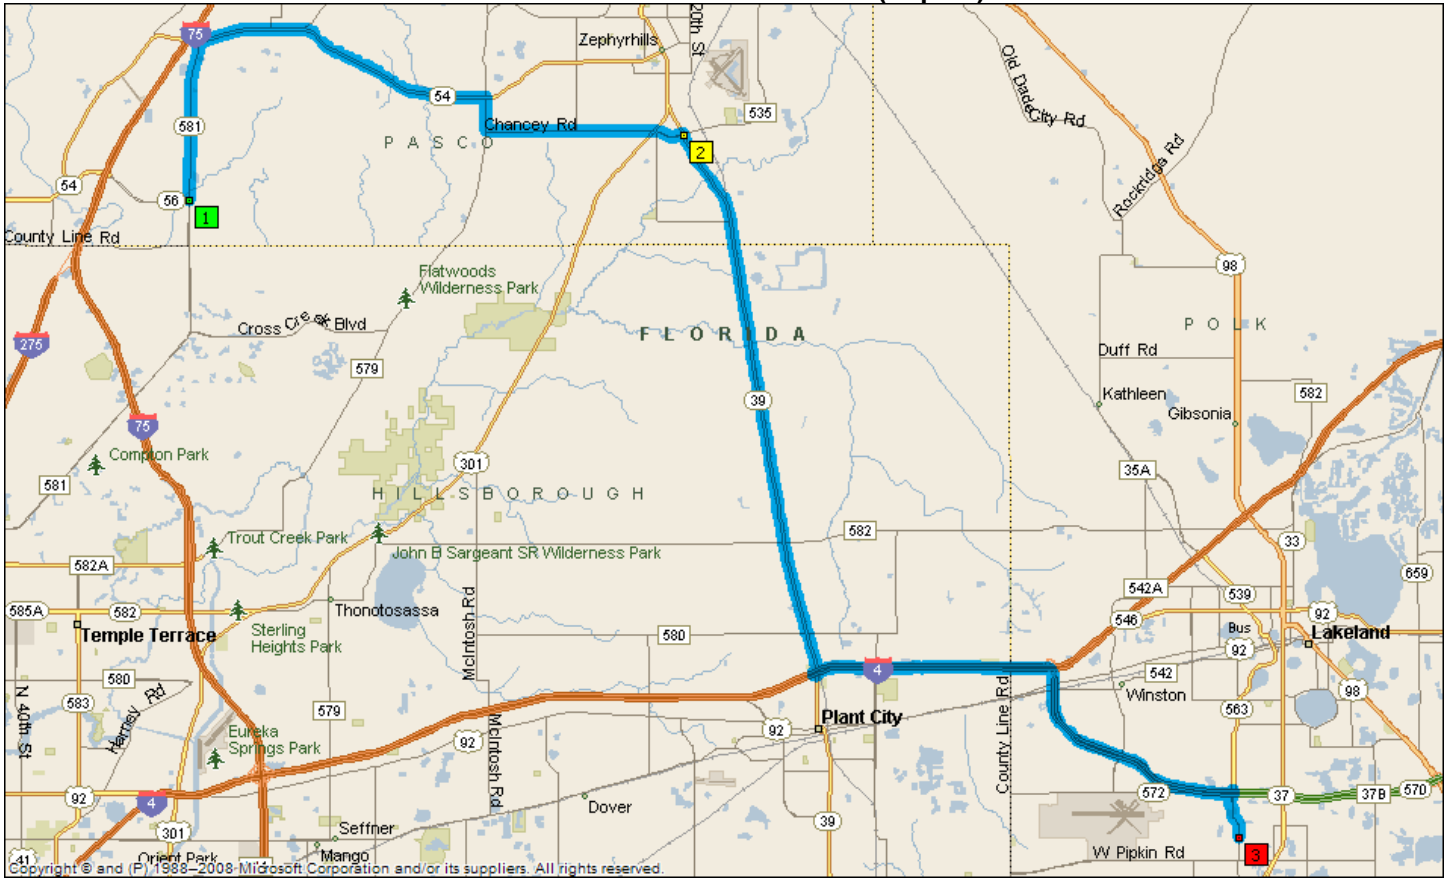 75
20th St
Zephyrhills
Old Dade City Rd
54
581
Chancey Rd
535
PASCO
2
Rockridge Rd
54
56
1
County Line Rd
98
Flatwoods
Wilderness Park
Cross Creek Blvd
FLORIDA
POLK
275
Duff Rd
579
Kathleen
582
39
Gibsonia
75
Compton Park
301
35A
581
HILLSBOROUGH
582
Trout Creek Park
John B Sargeant SR Wilderness Park
33
582A
659
542A
539
585A
582
Thonotosassa
McIntosh Rd
546
92
Temple Terrace
Sterling
Heights Park
580
Bus
92
Lakeland
4
580
542
N 40th St
583
Harney Rd
County Line Rd
Winston
98
579
563
Plant City
Eureka
Springs Park
92
McIntosh Rd
92
92
4
572
37
37B
570
Dover
301
Seffner
39
41
Orient Park
Mango
W Pipkin Rd
3
Copyright © and (P) 1988–2008 Microsoft Corporation and/or its suppliers. All rights reserved.